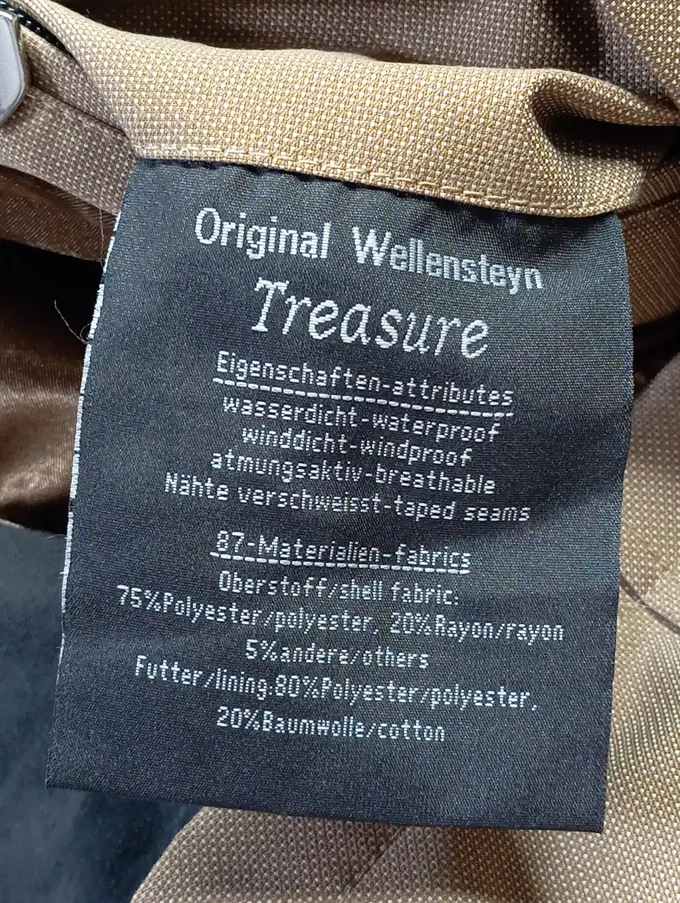 Original Wellensteyn
Treasure
Eigenschaften-attributes
wasserdicht-waterproof
winddicht-windproof
atmungsaktiv-breathable
Nähte verschweisst-taped seams
87-Materialien-fabrics
Oberstoff/shell fabric:
75%Polyester/polyester, 20%Rayon/rayon
5%andere/others
Futter/lining:80%Polyester/polyester,
20%Baumwolle/cotton